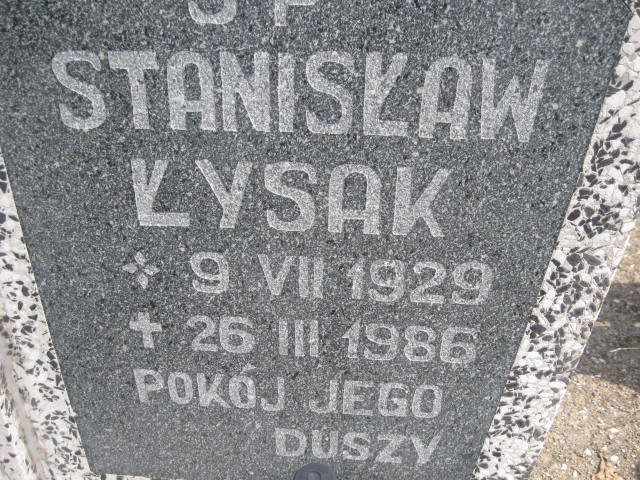 STANISŁAW
ŁYSAK
9 VII 1929
26 III 1986
POKÓJ JEGO
DUSZY